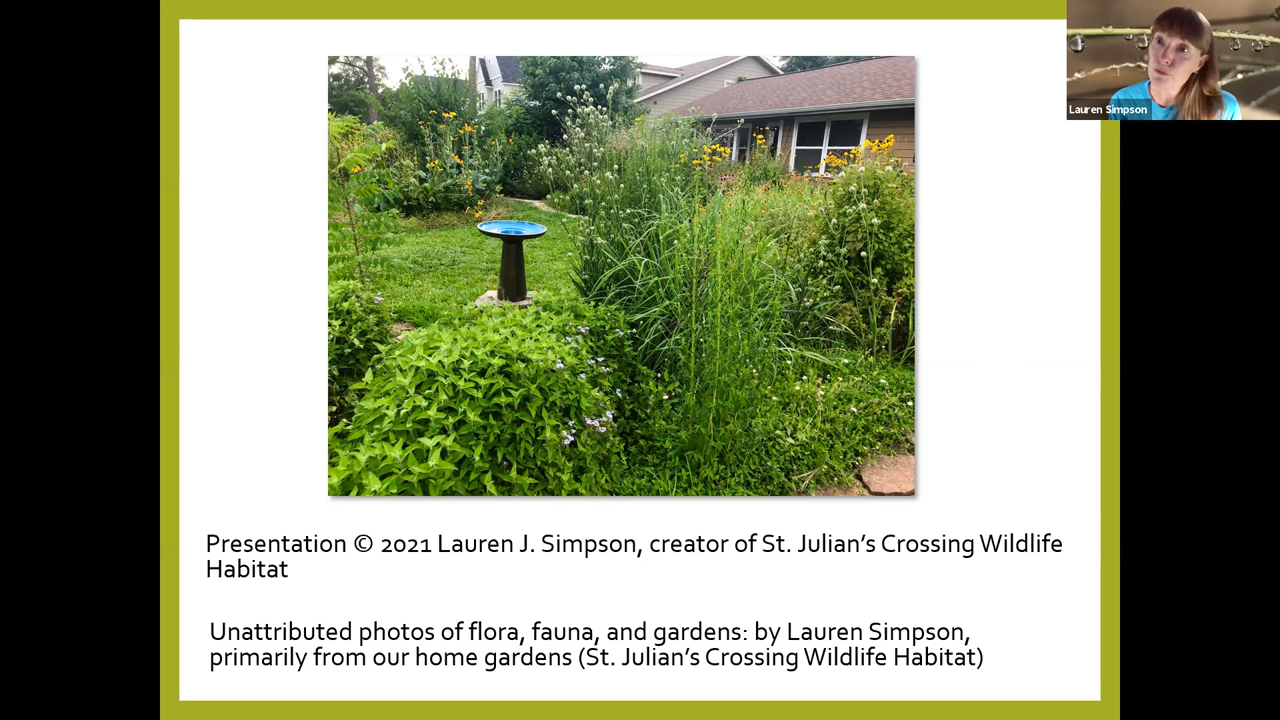 Lauren Simpson
Presentation © 2021 Lauren J. Simpson, creator of St. Julian’s Crossing Wildlife
Habitat
Unattributed photos of flora, fauna, and gardens: by Lauren Simpson,
primarily from our home gardens (St. Julian’s Crossing Wildlife Habitat)